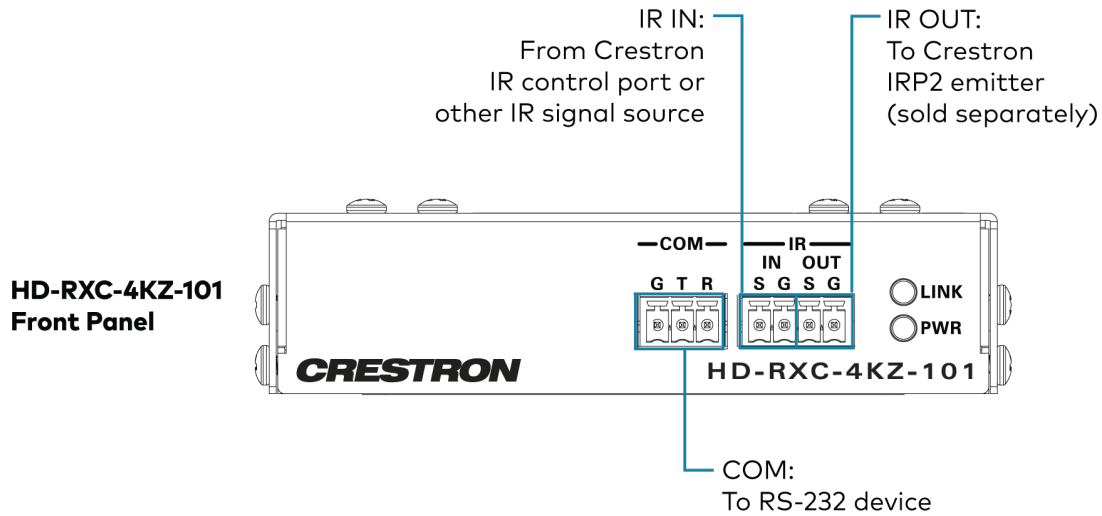 IR IN:
From Crestron
IR control port or
other IR signal source
IR OUT:
To Crestron
IRP2 emitter
(sold separately)
HD-RXC-4KZ-101
Front Panel
COM
IR
IN OUT
G T R
S G S G
LINK
PWR
CRESTRON
HD-RXC-4KZ-101
COM:
To RS-232 device